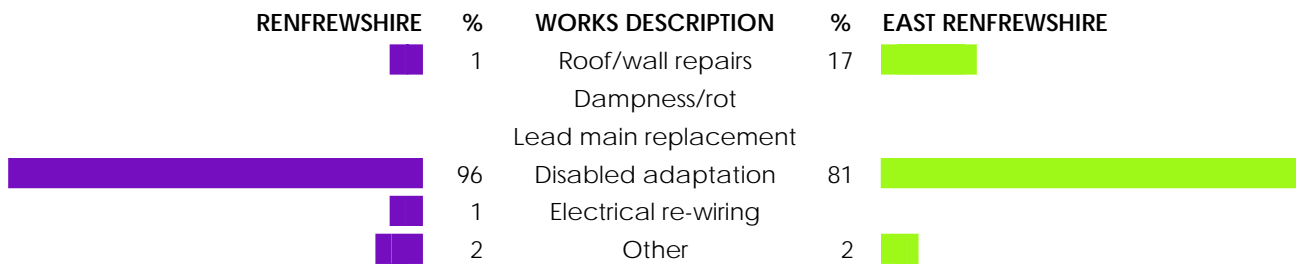 RENFREWSHIRE % WORKS DESCRIPTION % EAST RENFREWSHIRE
1 Roof/wall repairs 17
Dampness/rot
Lead main replacement
96 Disabled adaptation 81
1 Electrical re-wiring
2 Other 2